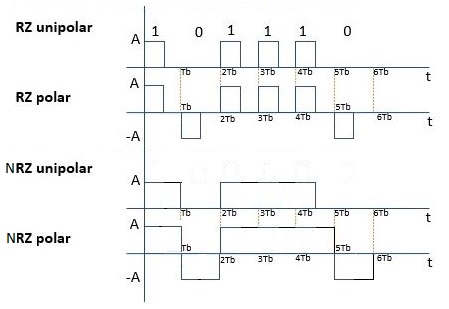 RZ unipolar
A
1 0 1 1 1 0
Tb 2Tb 3Tb 4Tb 5Tb 6Tb t
RZ polar
A
Tb 2Tb 3Tb 4Tb 5Tb 6Tb t
-A
NRZ unipolar
A
Tb 2Tb 3Tb 4Tb 5Tb 6Tb t
NRZ polar
A
Tb 2Tb 3Tb 4Tb 5Tb 6Tb t
-A